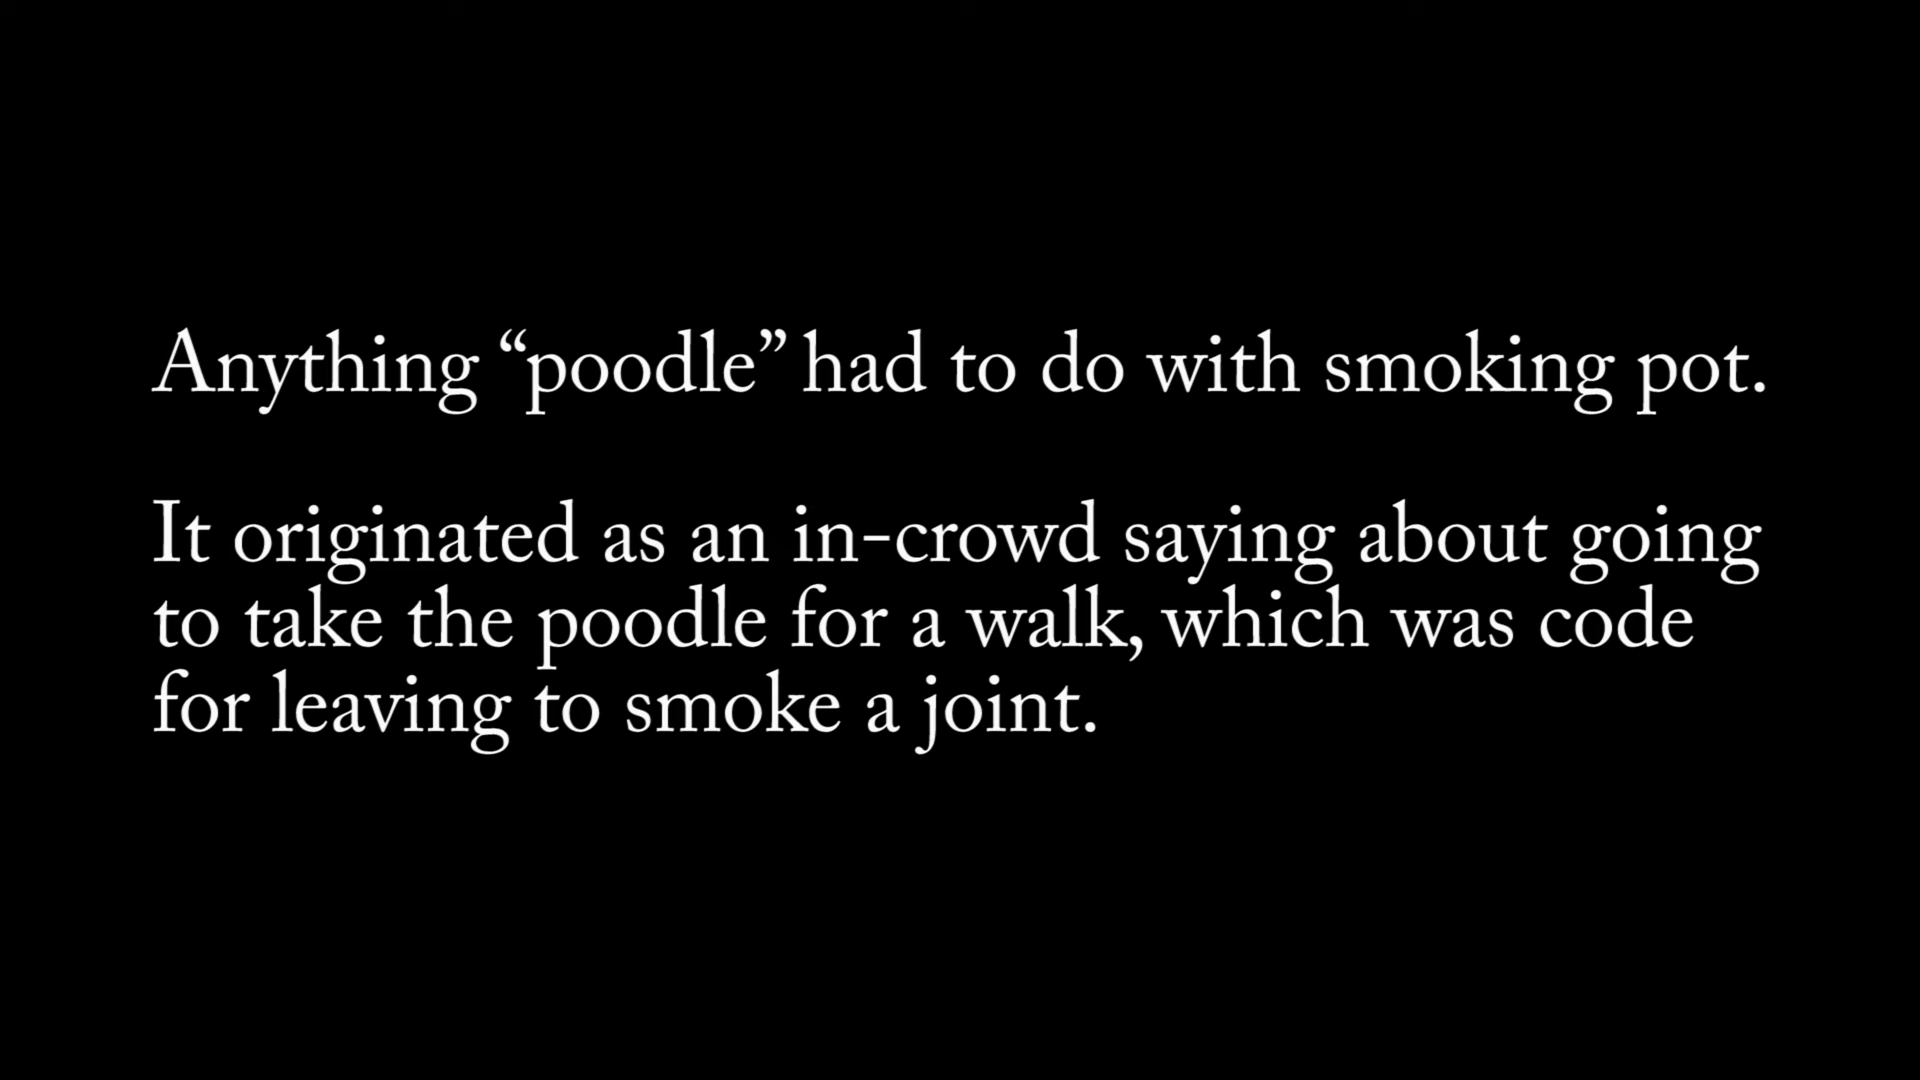 Anything “poodle” had to do with smoking pot.
It originated as an in-crowd saying about going
to take the poodle for a walk, which was code
for leaving to smoke a joint.